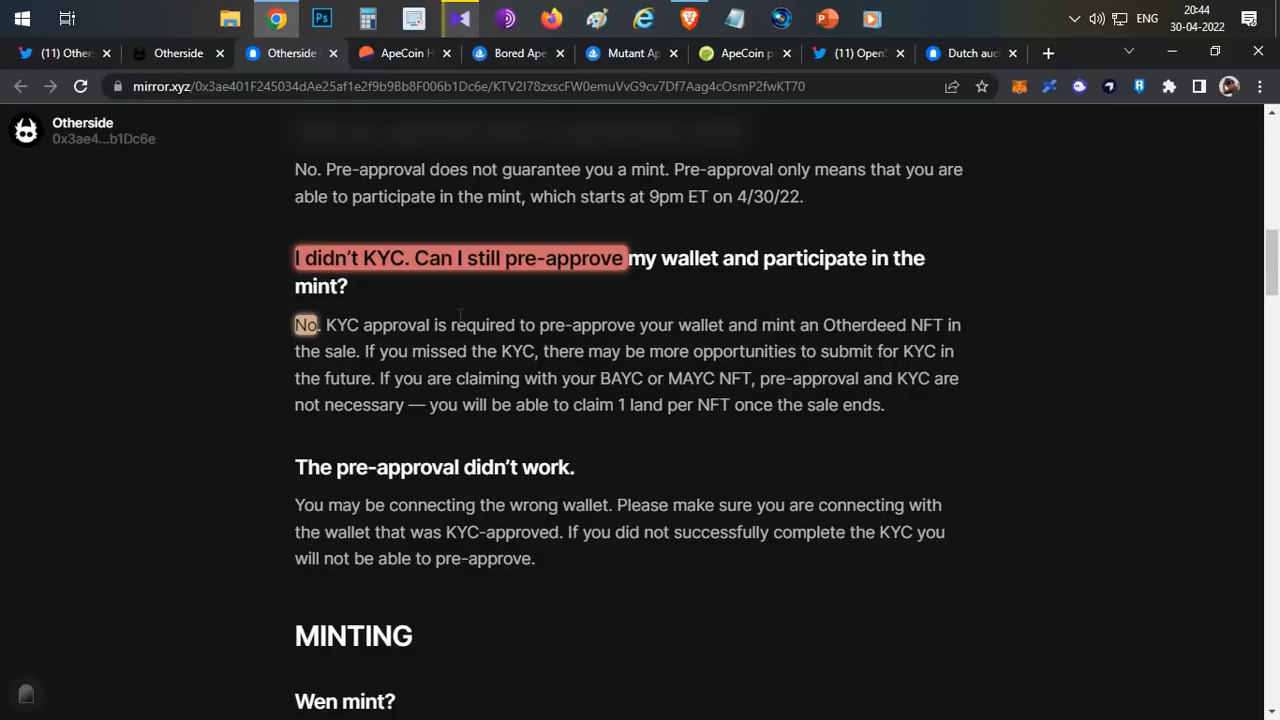 ENG
20:44
30-04-2022
(11) Other
Otherside
Otherside
ApeCoin H
Bored Ape
Mutant Ap
ApeCoin p
(11) OpenS
Dutch auc
mirror.xyz/0x3ae401F245034dAe25af1e2f9b9Bb8F006b1Dc6e/KTV2I78zxscFW0emuVvG9cv7Df7Aag4cOsmP2fwKT70
Otherside
0x3ae4...b1Dc6e
No. Pre-approval does not guarantee you a mint. Pre-approval only means that you are
able to participate in the mint, which starts at 9pm ET on 4/30/22.
I didn’t KYC. Can I still pre-approve my wallet and participate in the
mint?
No. KYC approval is required to pre-approve your wallet and mint an Otherdeed NFT in
the sale. If you missed the KYC, there may be more opportunities to submit for KYC in
the future. If you are claiming with your BAYC or MAYC NFT, pre-approval and KYC are
not necessary — you will be able to claim 1 land per NFT once the sale ends.
The pre-approval didn’t work.
You may be connecting the wrong wallet. Please make sure you are connecting with
the wallet that was KYC-approved. If you did not successfully complete the KYC you
will not be able to pre-approve.
MINTING
Wen mint?